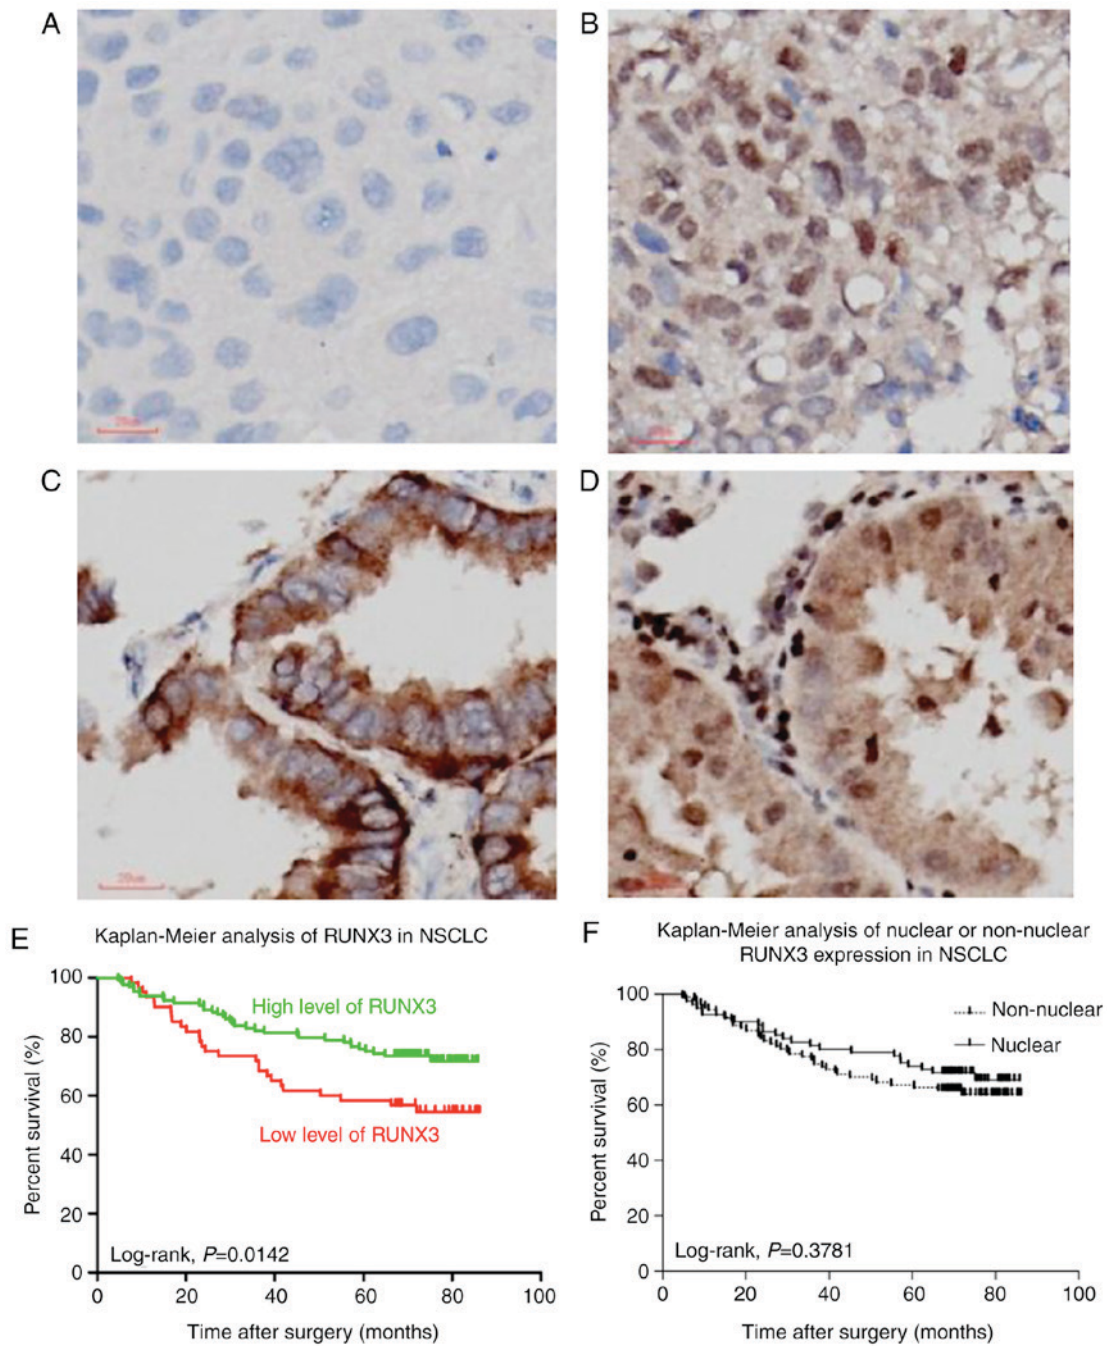 A
B
20um
C
D
20um
E
Kaplan-Meier analysis of RUNX3 in NSCLC
100
80
60
40
20
0
Percent survival (%)
High level of RUNX3
Low level of RUNX3
Log-rank, P=0.0142
0 20 40 60 80 100
Time after surgery (months)
F
Kaplan-Meier analysis of nuclear or non-nuclear
RUNX3 expression in NSCLC
100
80
60
40
20
0
Percent survival (%)
Non-nuclear
Nuclear
Log-rank, P=0.3781
0 20 40 60 80 100
Time after surgery (months)